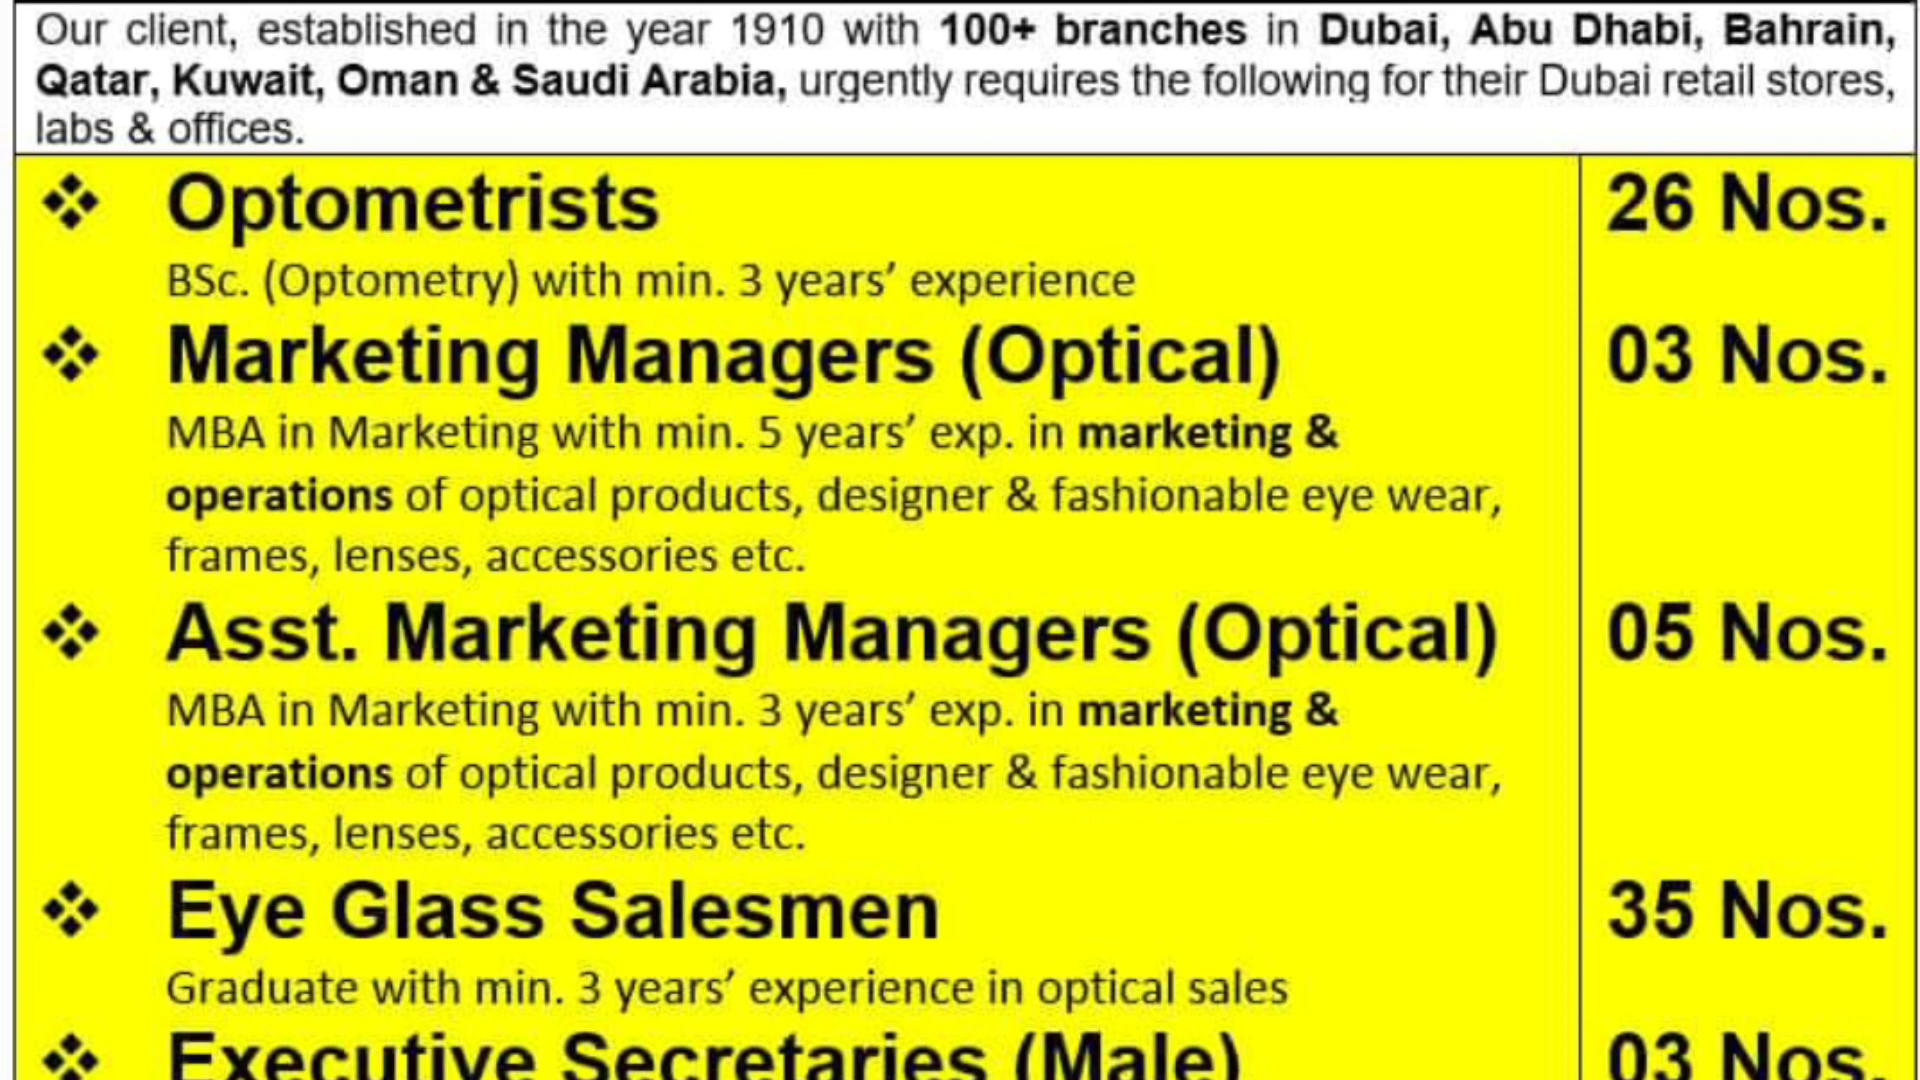 Our client, established in the year 1910 with 100+ branches in Dubai, Abu Dhabi, Bahrain,
Qatar, Kuwait, Oman & Saudi Arabia, urgently requires the following for their Dubai retail stores,
labs & offices.
❖ Optometrists 26 Nos.
BSc. (Optometry) with min. 3 years’ experience
❖ Marketing Managers (Optical) 03 Nos.
MBA in Marketing with min. 5 years’ exp. in marketing &
operations of optical products, designer & fashionable eye wear,
frames, lenses, accessories etc.
❖ Asst. Marketing Managers (Optical) 05 Nos.
MBA in Marketing with min. 3 years’ exp. in marketing &
operations of optical products, designer & fashionable eye wear,
frames, lenses, accessories etc.
❖ Eye Glass Salesmen 35 Nos.
Graduate with min. 3 years’ experience in optical sales
❖ Executive Secretaries (Male) 03 Nos.